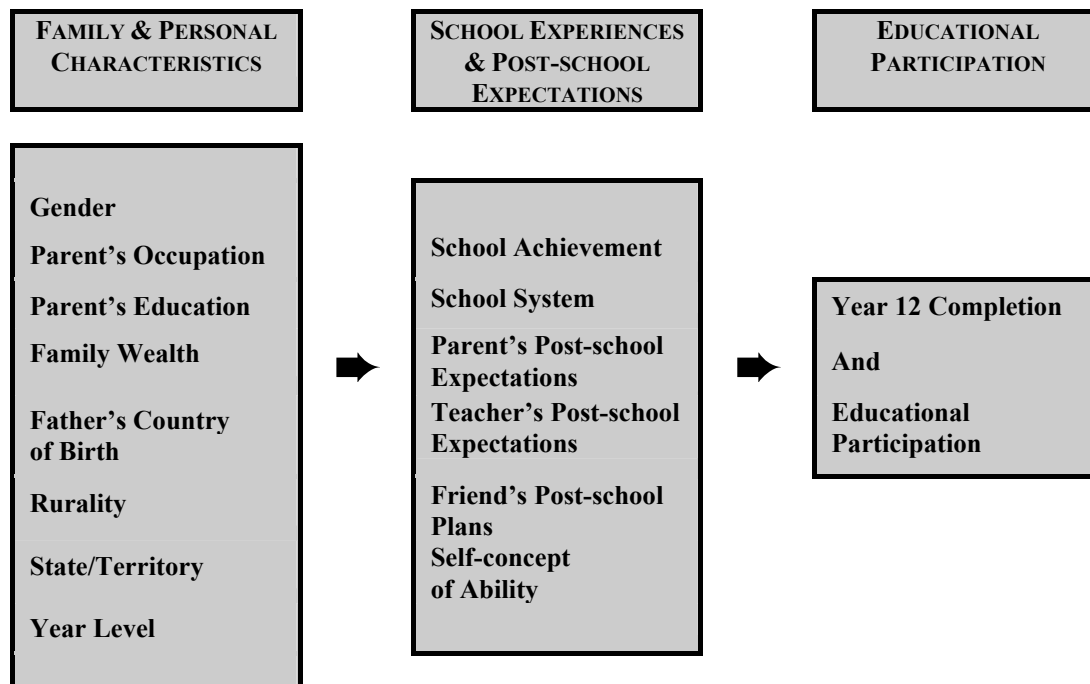 FAMILY & PERSONAL
CHARACTERISTICS
SCHOOL EXPERIENCES
& POST-SCHOOL
EXPECTATIONS
EDUCATIONAL
PARTICIPATION
Gender
Parent's Occupation
Parent's Education
Family Wealth
Father's Country
of Birth
Rurality
State/Territory
Year Level
School Achievement
School System
Parent's Post-school
Expectations
Teacher's Post-school
Expectations
Friend's Post-school
Plans
Self-concept
of Ability
Year 12 Completion
And
Educational
Participation